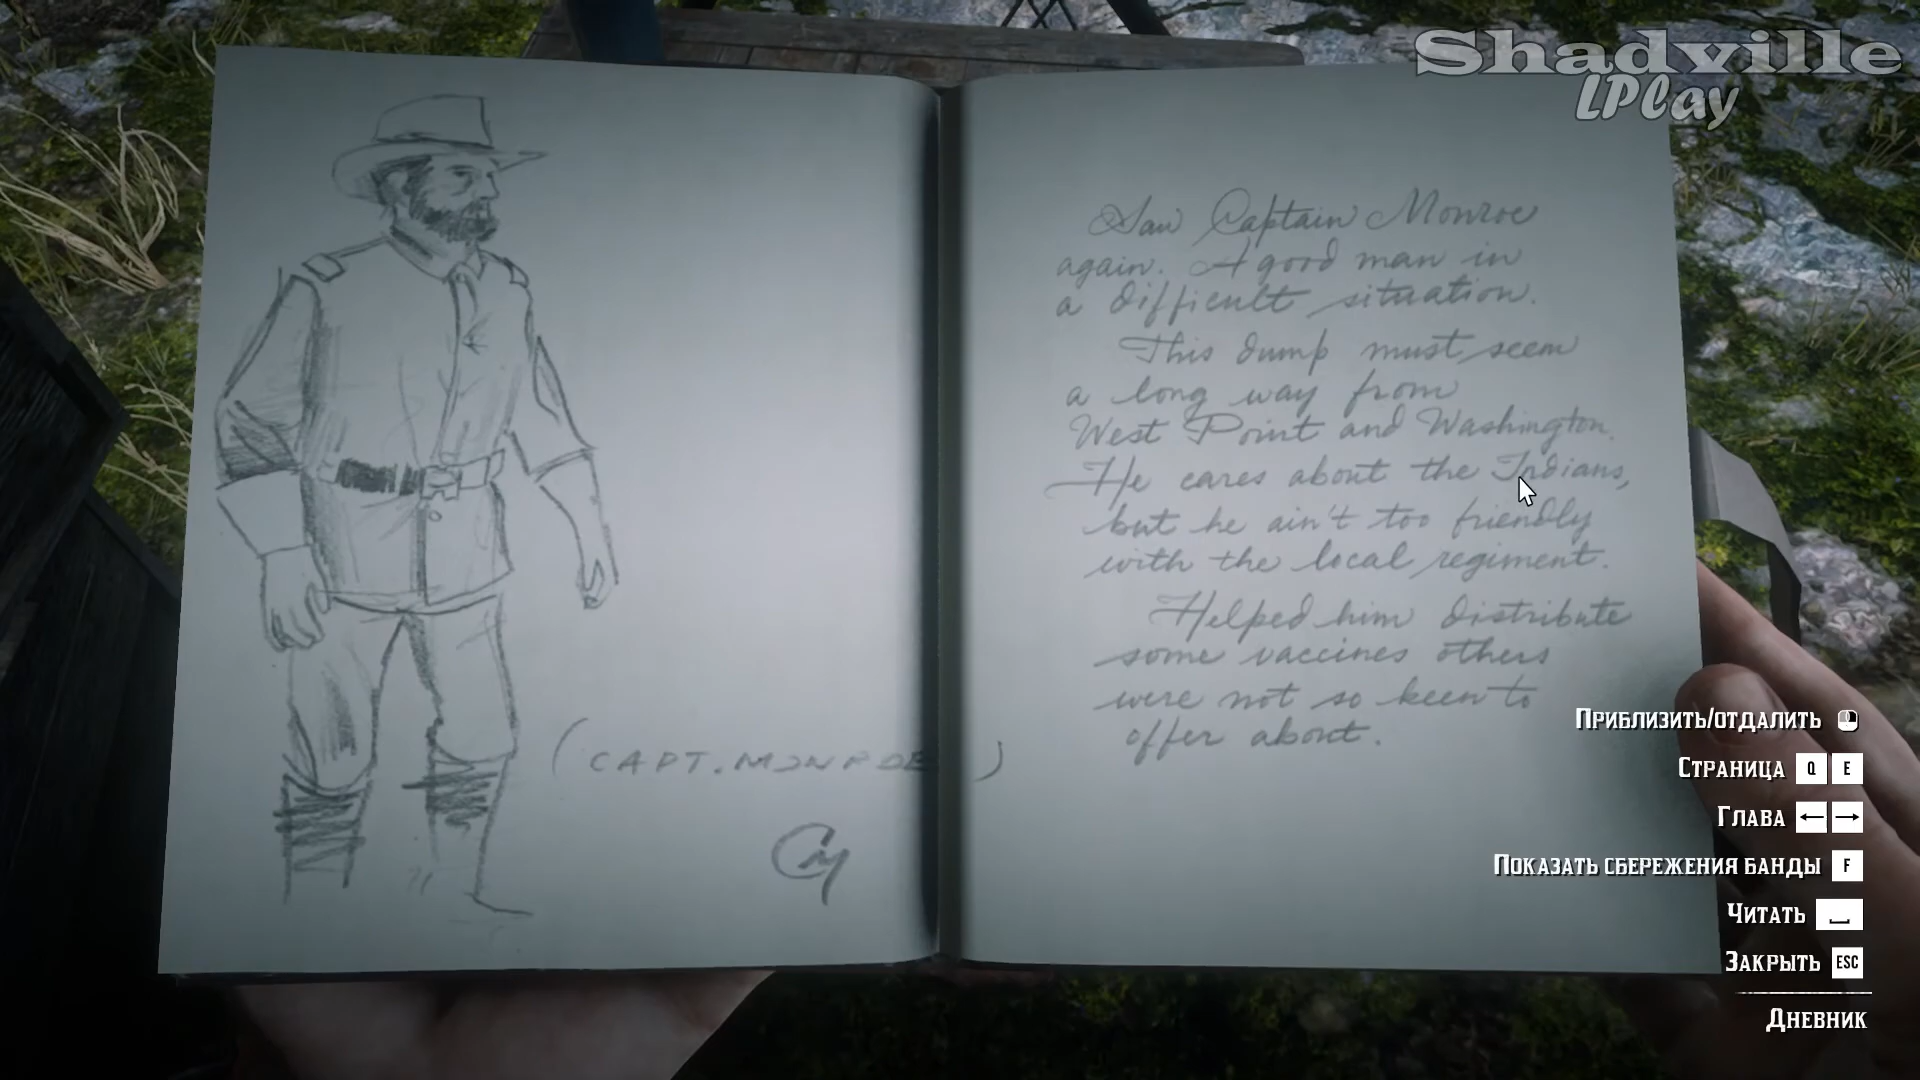 Shadville
LPlay
Saw Captain Monroe
again. A good man in
a difficult situation.
This dump must seem
a long way from
West Point and Washington.
He cares about the Indians,
but he ain't too friendly
with the local regiment.
Helped him distribute
some vaccines others
were not so keen to
offer about.
(CAPT. MONROE)
Приблизить/отдалить
Страница Q E
Глава ← →
Показать сбережения банды F
Читать
Закрыть ESC
Дневник